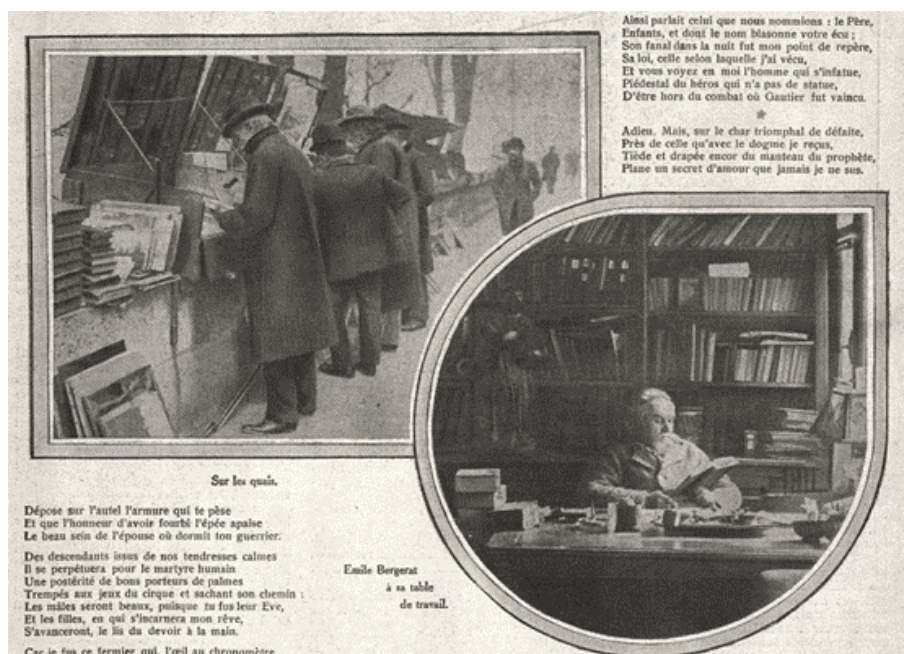 Ainsi parlait celui que nous nommions : le Père,
Enfants, et dont le nom blasonne votre écu ;
Son fanal dans la nuit fut mon point de repère,
Sa loi, celle selon laquelle j'ai vécu,
Et vous voyez en moi l'homme qui s'infatue,
Piédestal du héros qui n'a pas de statue,
D'être hors du combat où Gautier fut vaincu.
*
Adieu. Mais, sur le char triomphal de défaite,
Près de celle qu'avec le dogme je reçus,
Tiède et drapée encor du manteau du prophète,
Plane un secret d'amour que jamais je ne sus.
Sur les quais.
Dépose sur l'autel l'armure qui te pèse
Et que l'honneur d'avoir fourbi l'épée apaise
Le beau sein de l'épouse où dormit ton guerrier.
Des descendants issus de nos tendresses calmes
Il se perpétuera pour le martyre humain
Une postérité de bons porteurs de palmes
Trempés aux jeux du cirque et sachant son chemin :
Les mâles seront beaux, puisque tu fus leur Eve,
Et les filles, en qui s'incarnera mon rêve,
S'avanceront, le lis du devoir à la main.
Car je fus ce fermier qui, l'œil au chronomètre
Emile Bergerat
à sa table
de travail.